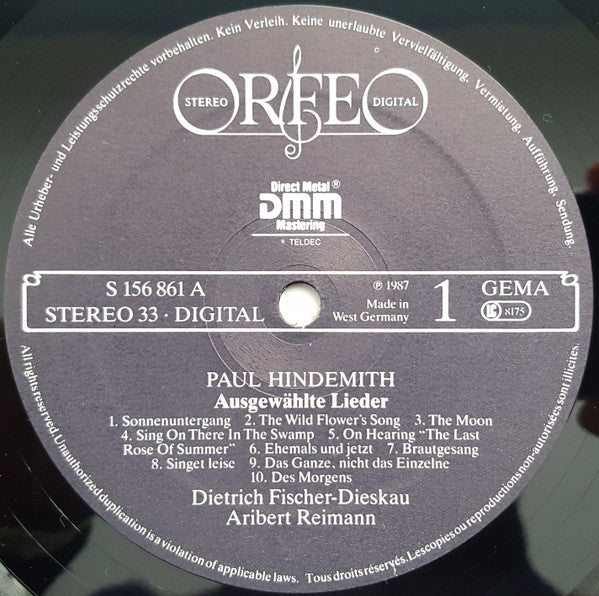 Alle Urheber- und Leistungsschutzrechte vorbehalten. Kein Verleih. Keine unerlaubte Vervielfältigung, Vermietung, Aufführung, Sendung.
STEREO ORFEO DIGITAL
Direct Metal ®
DMM
Mastering
TELDEC
S 156 861 A
STEREO 33 · DIGITAL
℗ 1987
Made in
West Germany
1
GEMA
LC 8175
PAUL HINDEMITH
Ausgewählte Lieder
1. Sonnenuntergang 2. The Wild Flower's Song 3. The Moon
4. Sing On There In The Swamp 5. On Hearing "The Last
Rose Of Summer" 6. Ehemals und jetzt 7. Brautgesang
8. Singet leise 9. Das Ganze, nicht das Einzelne
10. Des Morgens
Dietrich Fischer-Dieskau
Aribert Reimann
All rights reserved. Unauthorized duplication is a violation of applicable laws. Tous droits réservés. Les copies ou reproductions non-autorisées sont illicites.